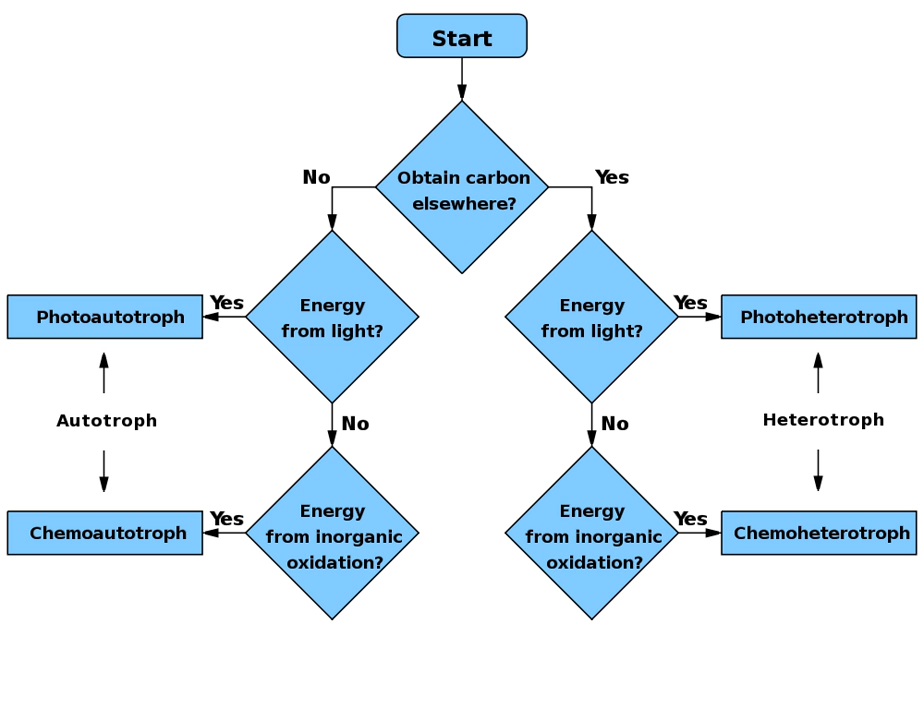 Start
Obtain carbon
elsewhere?
No
Yes
Energy
from light?
Energy
from light?
Yes
Photoautotroph
Yes
Photoheterotroph
Autotroph
No
No
Heterotroph
Energy
from inorganic
oxidation?
Energy
from inorganic
oxidation?
Yes
Chemoautotroph
Yes
Chemoheterotroph